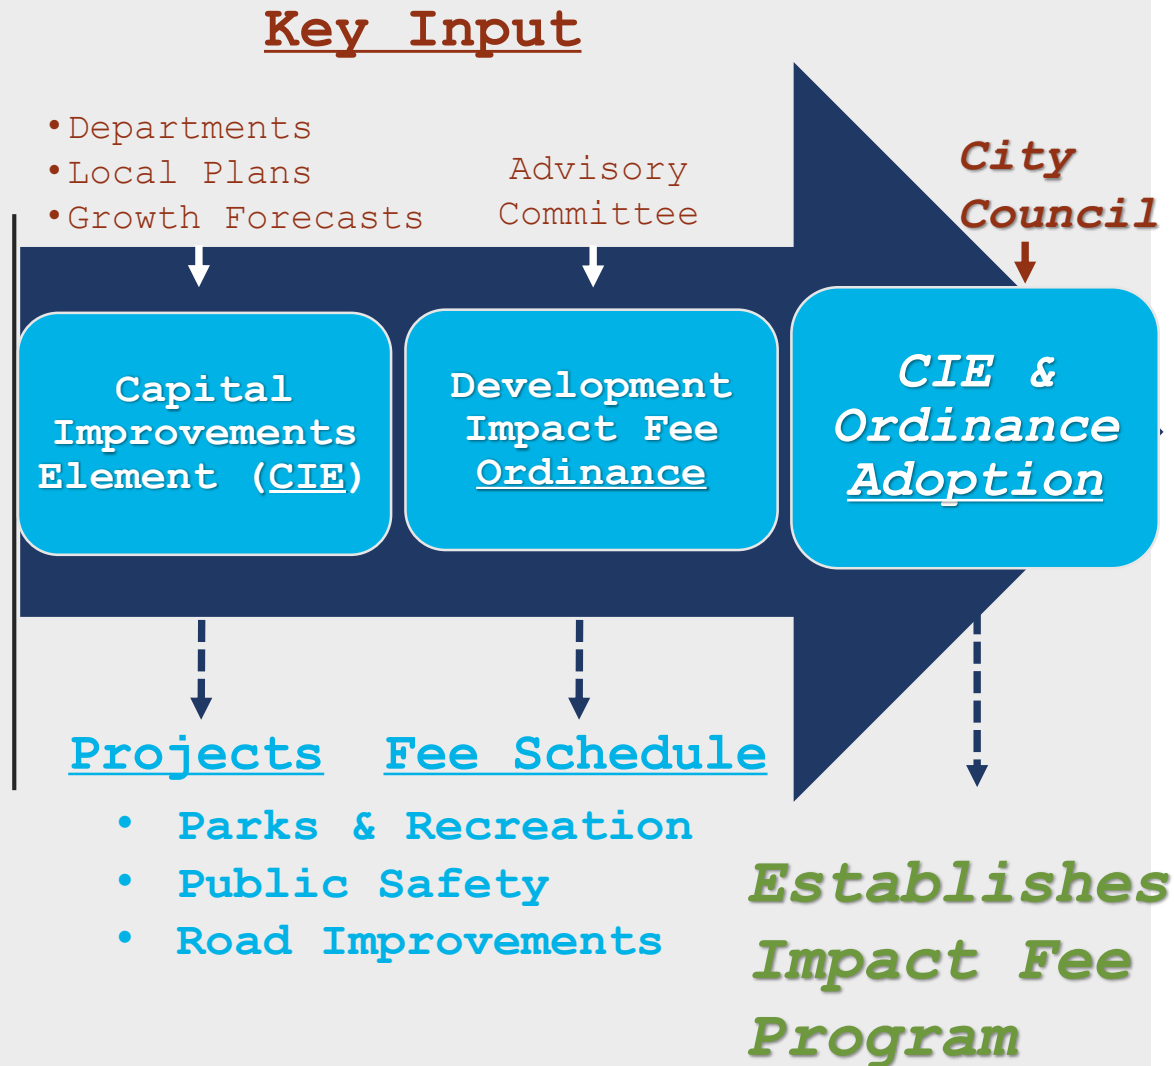 Key Input
•Departments
•Local Plans
•Growth Forecasts
Advisory
Committee
City
Council
Capital
Improvements
Element (CIE)
Development
Impact Fee
Ordinance
CIE &
Ordinance
Adoption
Projects
Fee Schedule
• Parks & Recreation
• Public Safety
• Road Improvements
Establishes
Impact Fee
Program